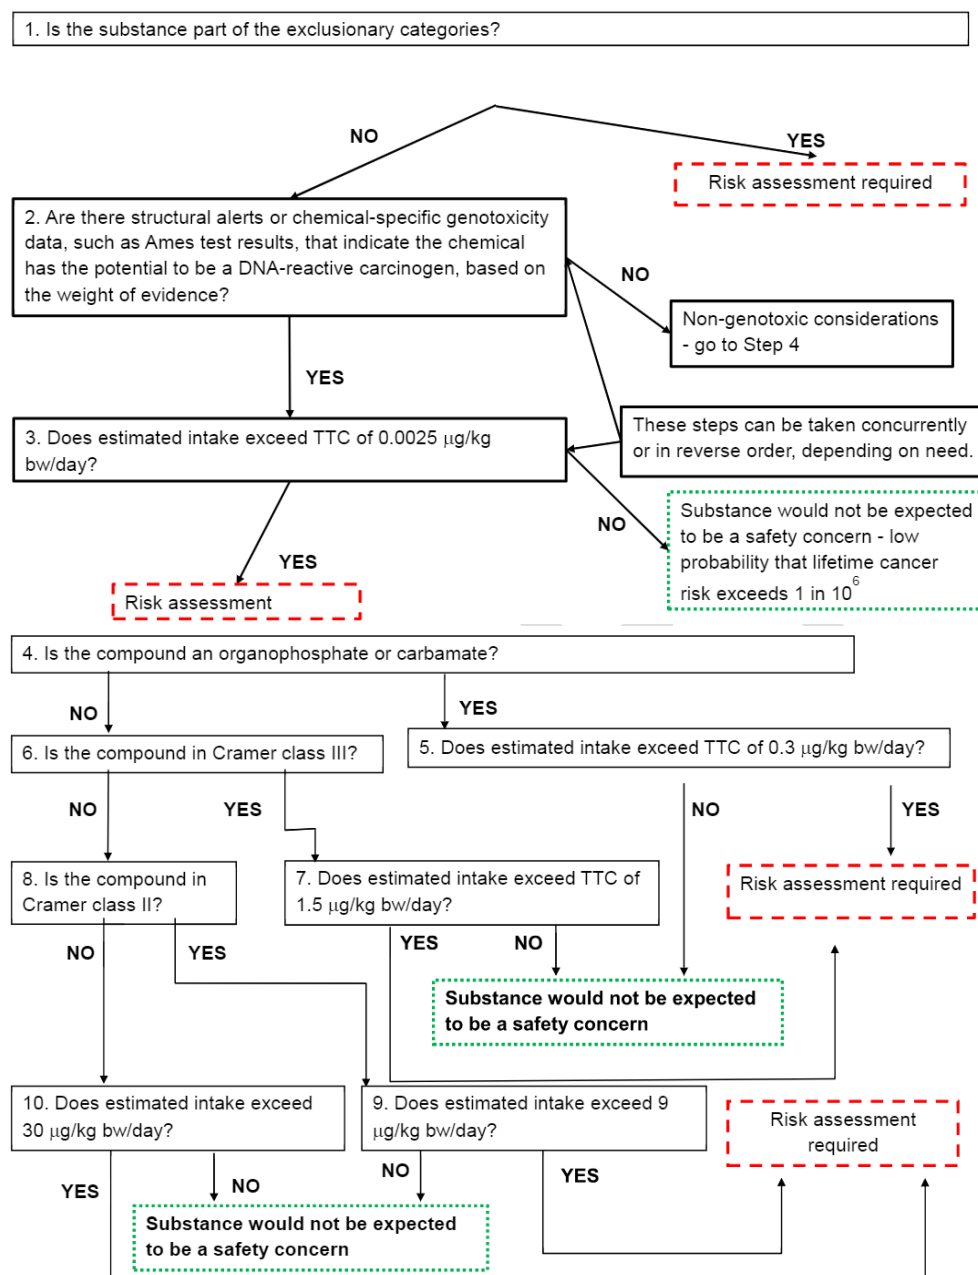 1. Is the substance part of the exclusionary categories?
NO
YES
Risk assessment required
2. Are there structural alerts or chemical-specific genotoxicity
data, such as Ames test results, that indicate the chemical
has the potential to be a DNA-reactive carcinogen, based on
the weight of evidence?
NO
Non-genotoxic considerations
- go to Step 4
YES
These steps can be taken concurrently
or in reverse order, depending on need.
3. Does estimated intake exceed TTC of 0.0025 μg/kg
bw/day?
NO
Substance would not be expected
to be a safety concern - low
probability that lifetime cancer
risk exceeds 1 in 10⁶
YES
Risk assessment
4. Is the compound an organophosphate or carbamate?
NO
YES
6. Is the compound in Cramer class III?
5. Does estimated intake exceed TTC of 0.3 μg/kg bw/day?
NO
YES
NO
YES
8. Is the compound in
Cramer class II?
7. Does estimated intake exceed TTC of
1.5 μg/kg bw/day?
Risk assessment required
NO
YES
YES
NO
Substance would not be expected
to be a safety concern
10. Does estimated intake exceed
30 μg/kg bw/day?
9. Does estimated intake exceed 9
μg/kg bw/day?
Risk assessment
required
YES
NO
NO
YES
Substance would not be expected
to be a safety concern